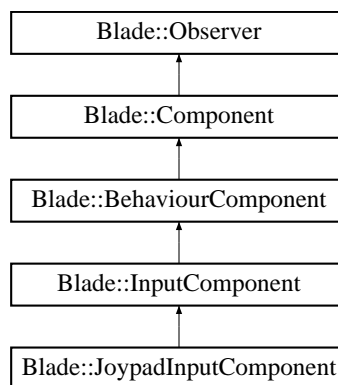 Blade::Observer
Blade::Component
Blade::BehaviourComponent
Blade::InputComponent
Blade::JoypadInputComponent